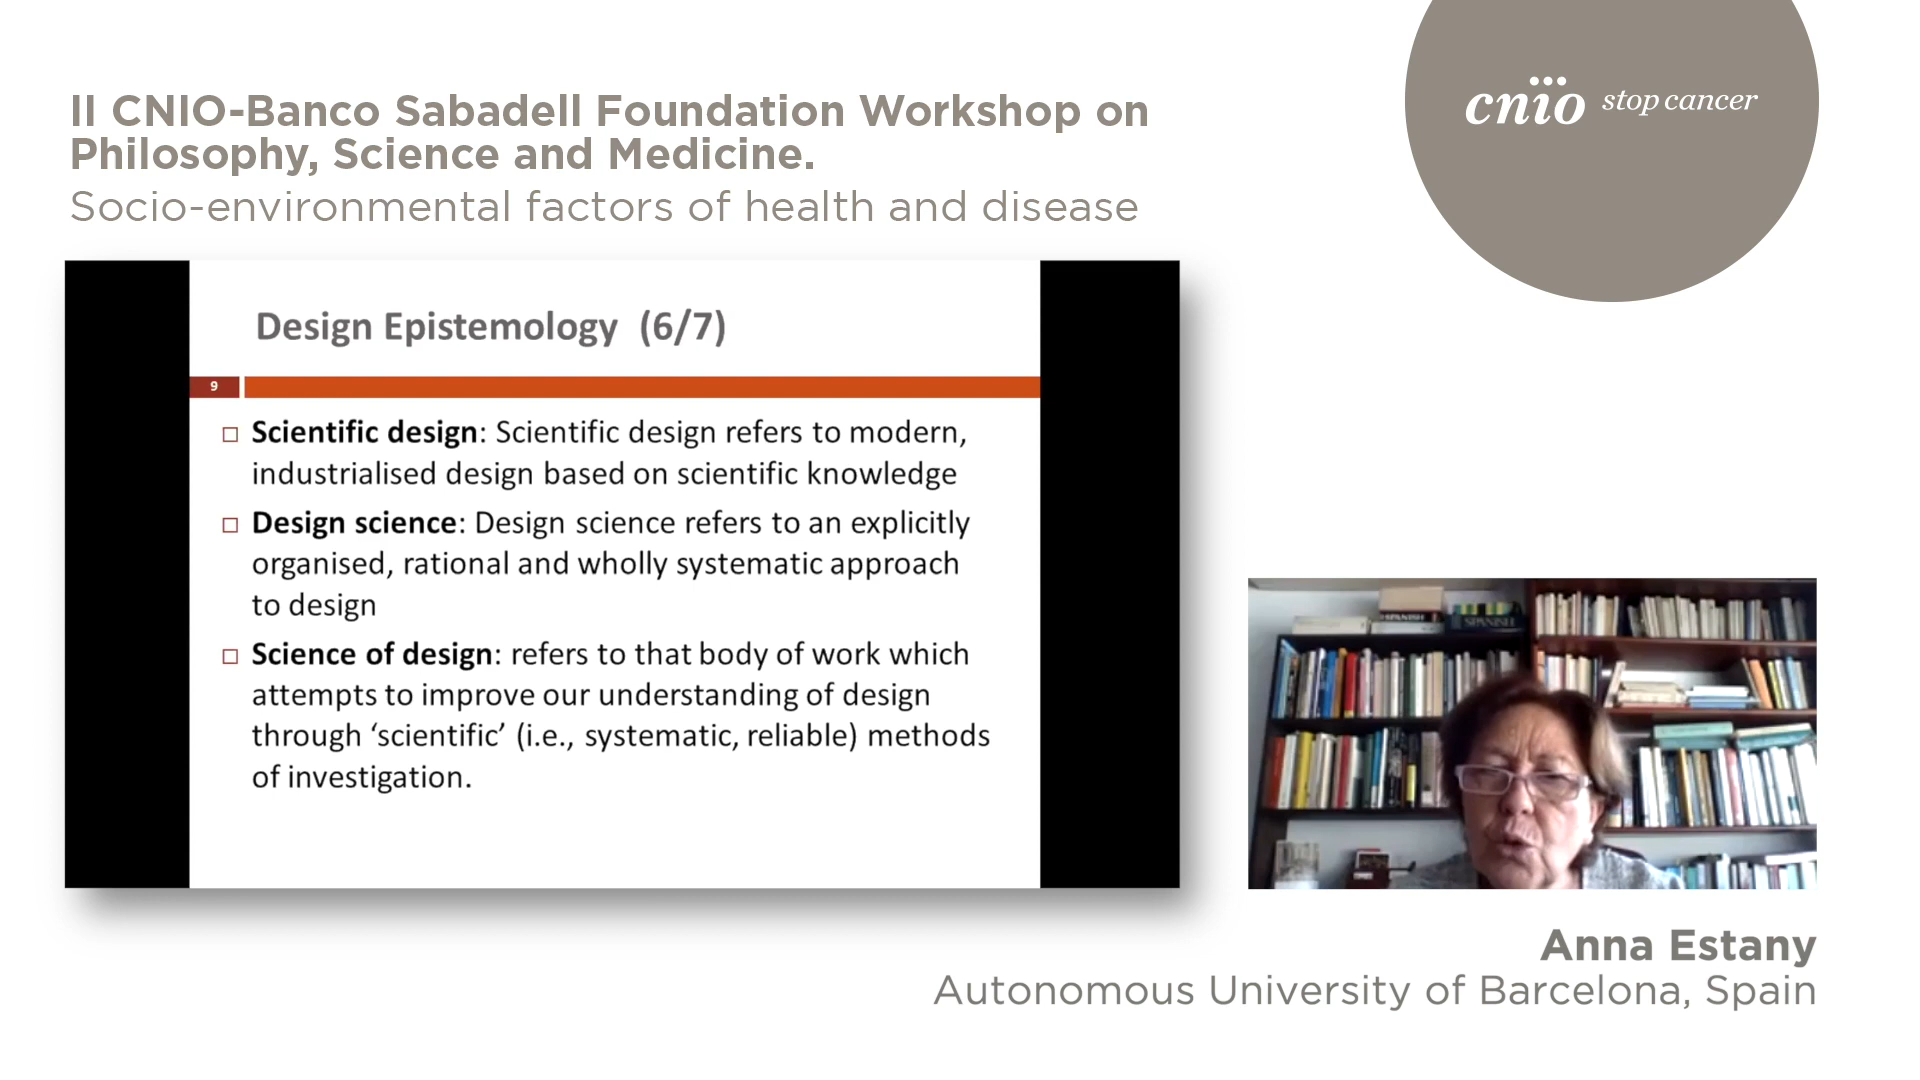 II CNIO-Banco Sabadell Foundation Workshop on
Philosophy, Science and Medicine.
Socio-environmental factors of health and disease
cnio stop cancer
Design Epistemology (6/7)
9
Scientific design: Scientific design refers to modern,
industrialised design based on scientific knowledge
Design science: Design science refers to an explicitly
organised, rational and wholly systematic approach
to design
Science of design: refers to that body of work which
attempts to improve our understanding of design
through ‘scientific’ (i.e., systematic, reliable) methods
of investigation.
SPANISH
SPANISH
Anna Estany
Autonomous University of Barcelona, Spain